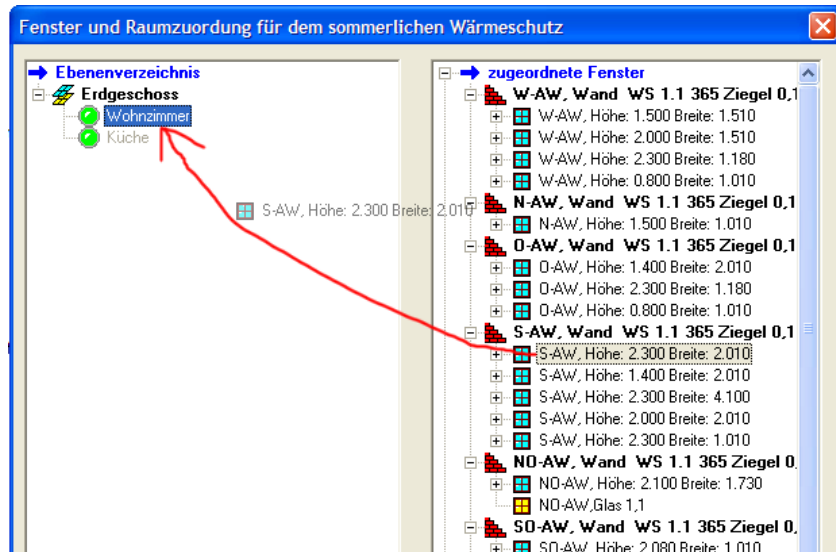 Fenster und Raumzuordung für dem sommerlichen Wärmeschutz
Ebenenverzeichnis
Erdgeschoss
Wohnzimmer
Küche
S-AW, Höhe: 2.300 Breite: 2.010
zugeordnete Fenster
W-AW, Wand WS 1.1 365 Ziegel 0,1
W-AW, Höhe: 1.500 Breite: 1.510
W-AW, Höhe: 2.000 Breite: 1.510
W-AW, Höhe: 2.300 Breite: 1.180
W-AW, Höhe: 0.800 Breite: 1.010
N-AW, Wand WS 1.1 365 Ziegel 0,1
N-AW, Höhe: 1.500 Breite: 1.010
O-AW, Wand WS 1.1 365 Ziegel 0,1
O-AW, Höhe: 1.400 Breite: 2.010
O-AW, Höhe: 2.300 Breite: 1.180
O-AW, Höhe: 0.800 Breite: 1.010
S-AW, Wand WS 1.1 365 Ziegel 0,1
S-AW, Höhe: 2.300 Breite: 2.010
S-AW, Höhe: 1.400 Breite: 2.010
S-AW, Höhe: 2.300 Breite: 4.100
S-AW, Höhe: 2.000 Breite: 2.010
S-AW, Höhe: 2.300 Breite: 1.010
NO-AW, Wand WS 1.1 365 Ziegel 0,
NO-AW, Höhe: 2.100 Breite: 1.730
NO-AW,Glas 1,1
SO-AW, Wand WS 1.1 365 Ziegel 0,
SO-AW, Höhe: 2.080 Breite: 1.010